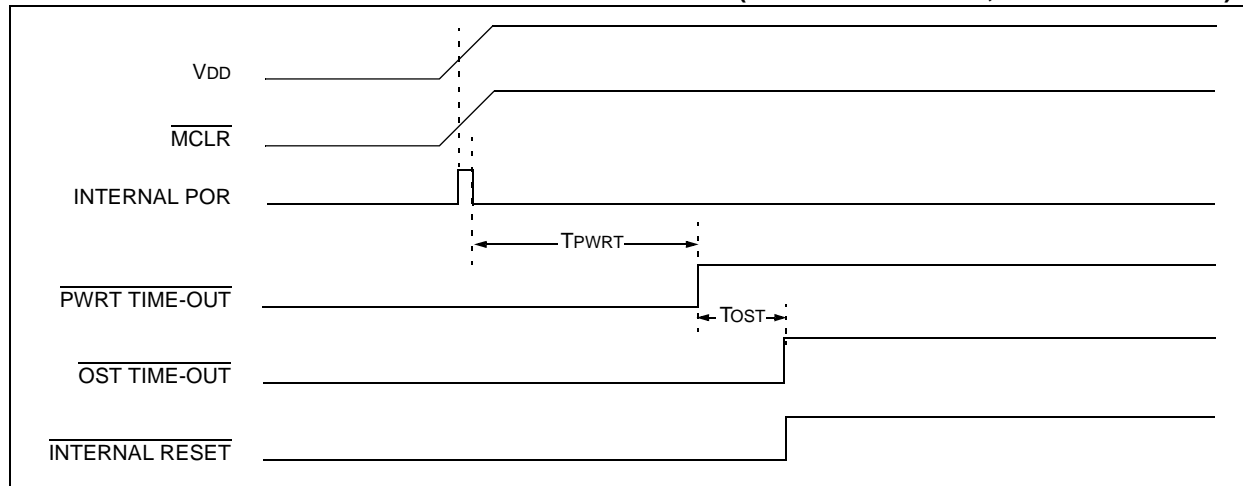 VDD
MCLR
INTERNAL POR
TPWRT
PWRT TIME-OUT
TOST
OST TIME-OUT
INTERNAL RESET